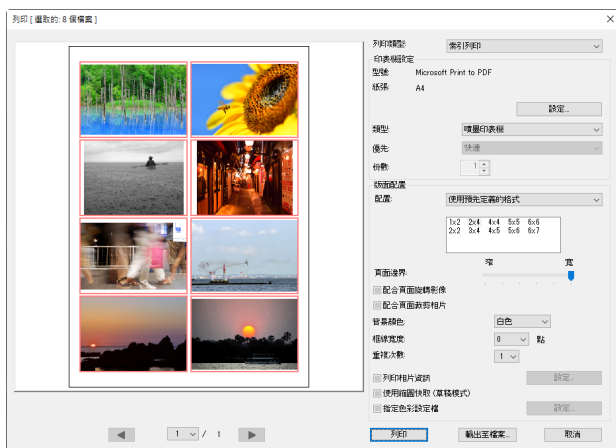 列印 [ 選取的: 8 個檔案 ]
列印類型: 索引列印
印表機設定
型號: Microsoft Print to PDF
紙張: A4
設定...
類型: 噴墨印表機
優先: 快速
份數: 1
版面配置
配置: 使用預先定義的格式
1x2 2x4 4x4 5x5 6x6
2x2 3x4 4x5 5x6 6x7
窄 寬
頁面邊界:
配合頁面旋轉影像
配合頁面裁剪相片
背景顏色: 白色
框線寬度: 0 點
重複次數: 1
列印相片資訊 設定...
使用縮圖快取 (草稿模式)
指定色彩設定檔 設定...
1 / 1 列印 輸出至檔案... 取消